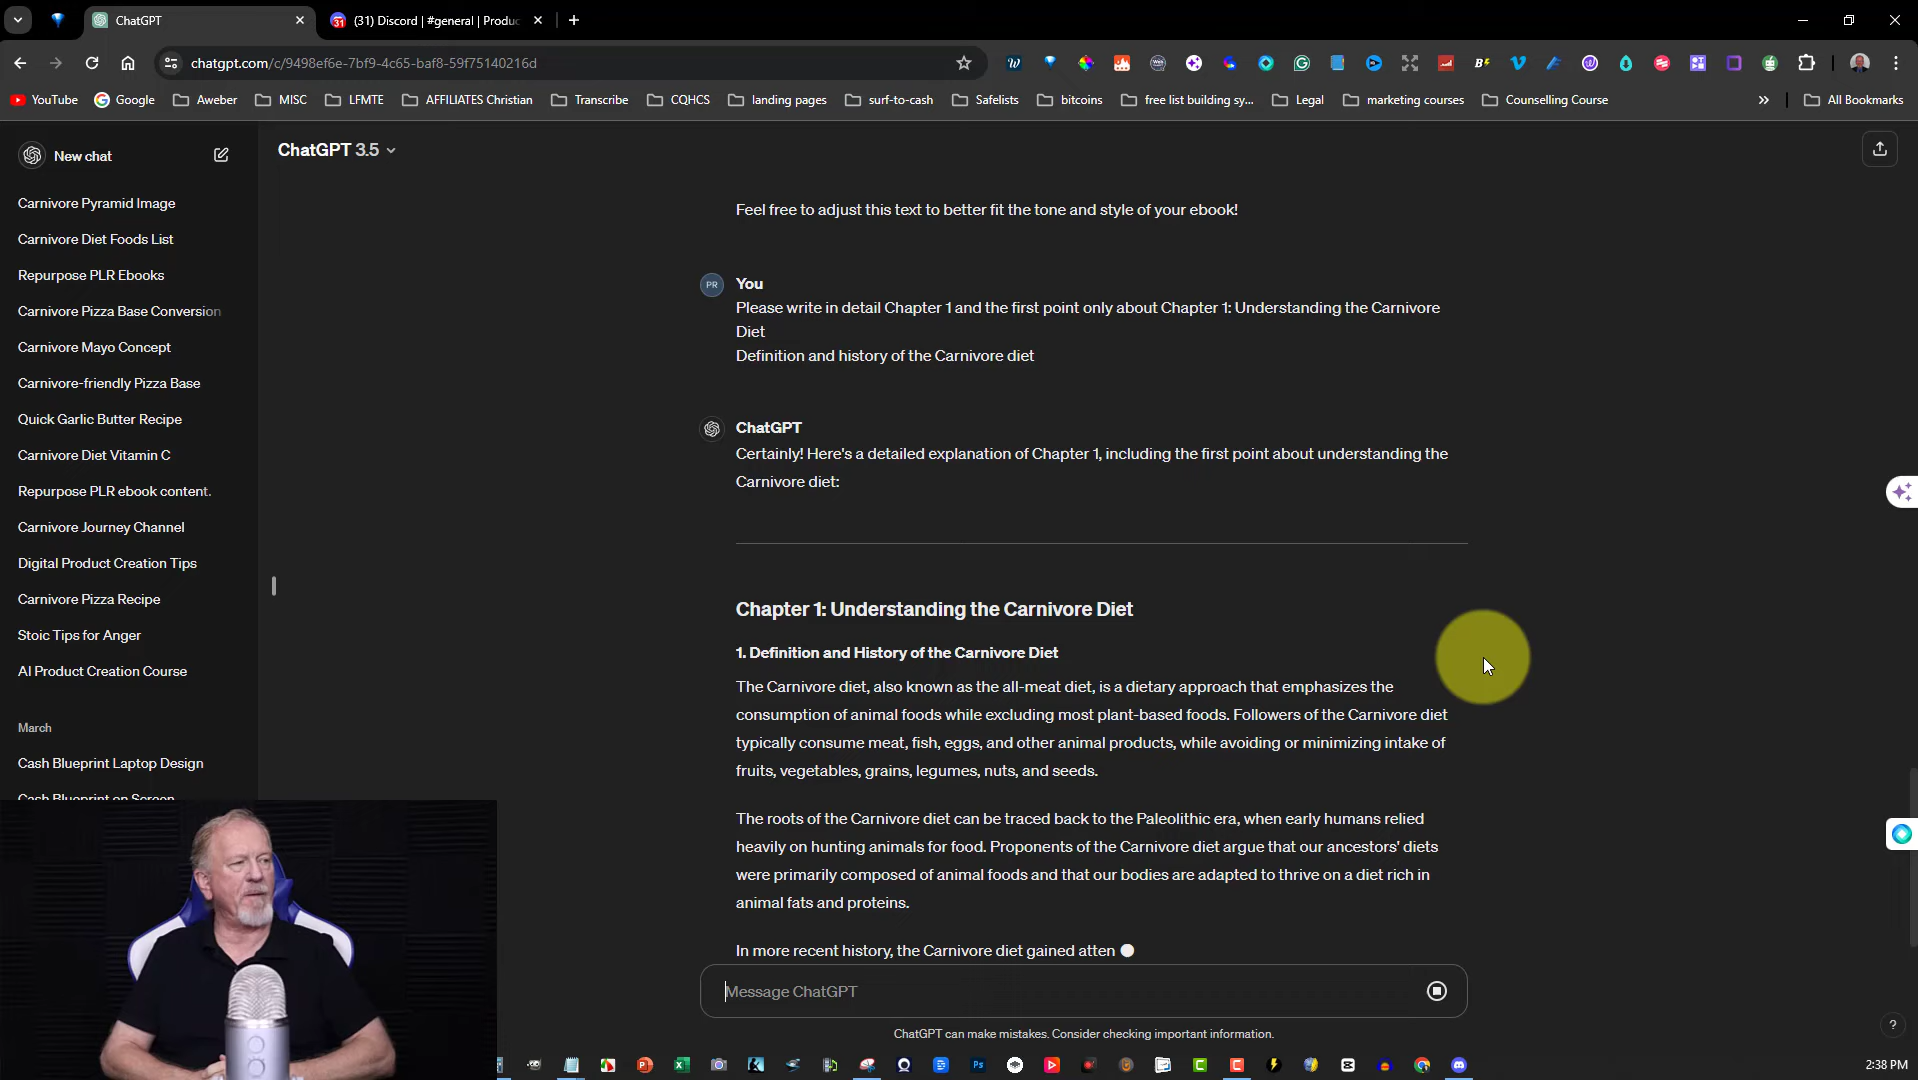 ChatGPT
(31) Discord | #general | Produc
chatgpt.com/c/9498ef6e-7bf9-4c65-baf8-59f75140216d
YouTube
Google
Aweber
MISC
LFMTE
AFFILIATES Christian
Transcribe
CQHCS
landing pages
surf-to-cash
Safelists
bitcoins
free list building sy...
Legal
marketing courses
Counselling Course
All Bookmarks
New chat
Carnivore Pyramid Image
Carnivore Diet Foods List
Repurpose PLR Ebooks
Carnivore Pizza Base Conversion
Carnivore Mayo Concept
Carnivore-friendly Pizza Base
Quick Garlic Butter Recipe
Carnivore Diet Vitamin C
Repurpose PLR ebook content.
Carnivore Journey Channel
Digital Product Creation Tips
Carnivore Pizza Recipe
Stoic Tips for Anger
AI Product Creation Course
March
Cash Blueprint Laptop Design
Cash Blueprint on Screen
ChatGPT 3.5
Feel free to adjust this text to better fit the tone and style of your ebook!
PR
You
Please write in detail Chapter 1 and the first point only about Chapter 1: Understanding the Carnivore
Diet
Definition and history of the Carnivore diet
ChatGPT
Certainly! Here's a detailed explanation of Chapter 1, including the first point about understanding the
Carnivore diet:
Chapter 1: Understanding the Carnivore Diet
1. Definition and History of the Carnivore Diet
The Carnivore diet, also known as the all-meat diet, is a dietary approach that emphasizes the
consumption of animal foods while excluding most plant-based foods. Followers of the Carnivore diet
typically consume meat, fish, eggs, and other animal products, while avoiding or minimizing intake of
fruits, vegetables, grains, legumes, nuts, and seeds.
The roots of the Carnivore diet can be traced back to the Paleolithic era, when early humans relied
heavily on hunting animals for food. Proponents of the Carnivore diet argue that our ancestors' diets
were primarily composed of animal foods and that our bodies are adapted to thrive on a diet rich in
animal fats and proteins.
In more recent history, the Carnivore diet gained atten
Message ChatGPT
ChatGPT can make mistakes. Consider checking important information.
?
2:38 PM